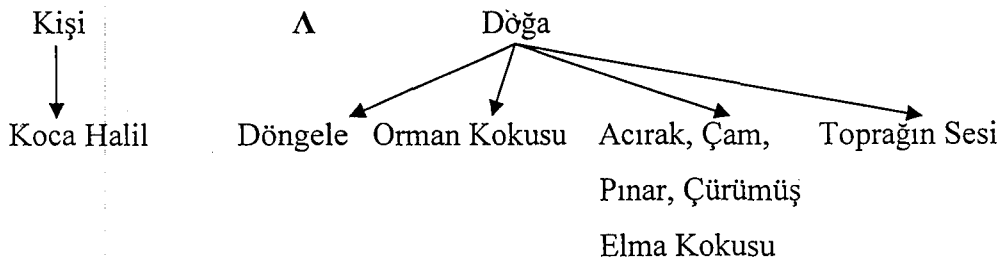 Kişi Λ Doğa
Koca Halil Döngele Orman Kokusu Acırak, Çam, Toprağın Sesi
Pınar, Çürümüş
Elma Kokusu